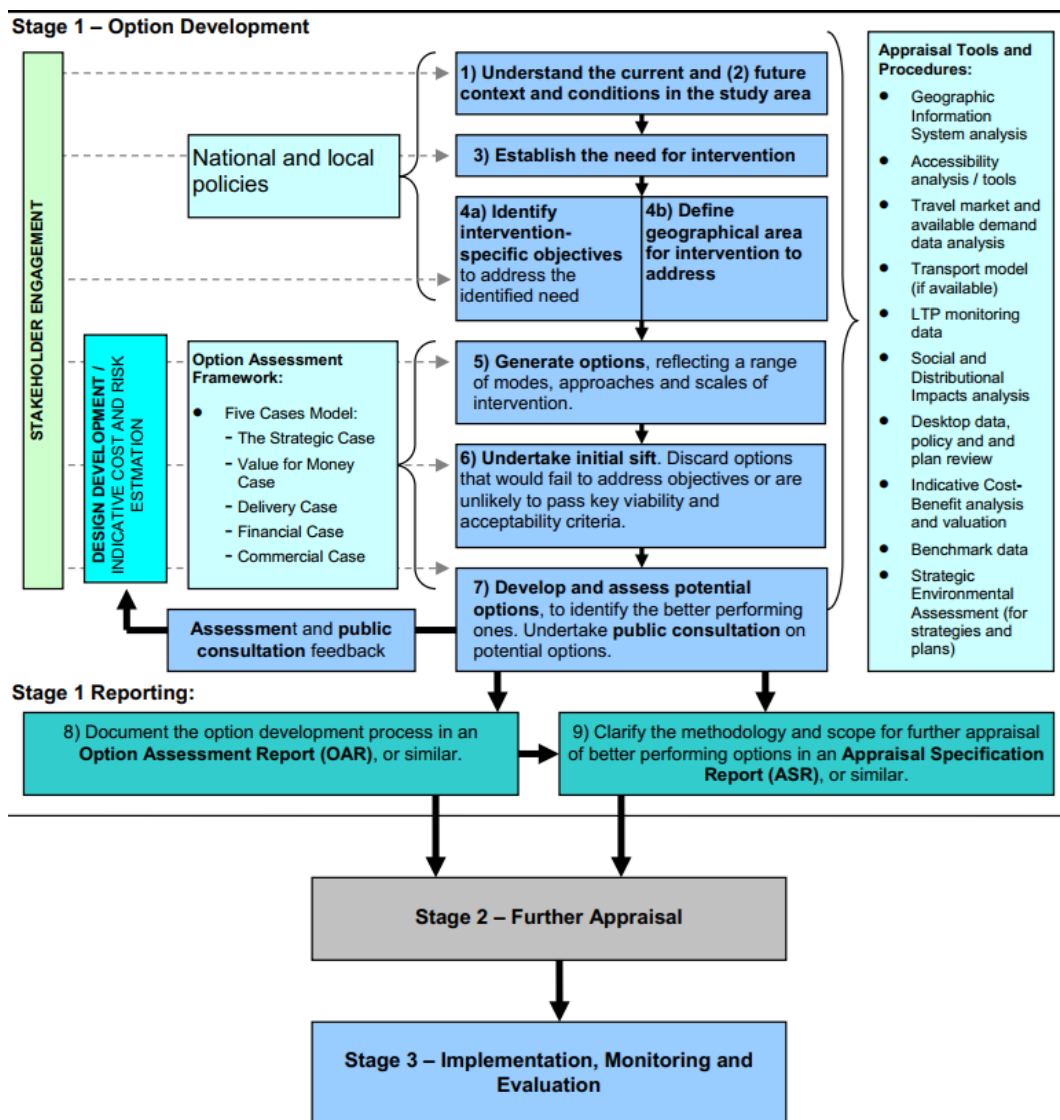 Stage 1 – Option Development
STAKEHOLDER ENGAGEMENT
National and local
policies
1) Understand the current and (2) future
context and conditions in the study area
3) Establish the need for intervention
4a) Identify
intervention-
specific objectives
to address the
identified need
4b) Define
geographical area
for intervention to
address
DESIGN DEVELOPMENT /
INDICATIVE COST AND RISK
ESTMATION
Option Assessment
Framework:
● Five Cases Model:
- The Strategic Case
- Value for Money
Case
- Delivery Case
- Financial Case
- Commercial Case
5) Generate options, reflecting a range
of modes, approaches and scales of
intervention.
6) Undertake initial sift. Discard options
that would fail to address objectives or are
unlikely to pass key viability and
acceptability criteria.
7) Develop and assess potential
options, to identify the better performing
ones. Undertake public consultation on
potential options.
Assessment and public
consultation feedback
Appraisal Tools and
Procedures:
● Geographic
Information
System analysis
● Accessibility
analysis / tools
● Travel market and
available demand
data analysis
● Transport model
(if available)
● LTP monitoring
data
● Social and
Distributional
Impacts analysis
● Desktop data,
policy and and
plan review
● Indicative Cost-
Benefit analysis
and valuation
● Benchmark data
● Strategic
Environmental
Assessment (for
strategies and
plans)
Stage 1 Reporting:
8) Document the option development process in an
Option Assessment Report (OAR), or similar.
9) Clarify the methodology and scope for further appraisal
of better performing options in an Appraisal Specification
Report (ASR), or similar.
Stage 2 – Further Appraisal
Stage 3 – Implementation, Monitoring and
Evaluation